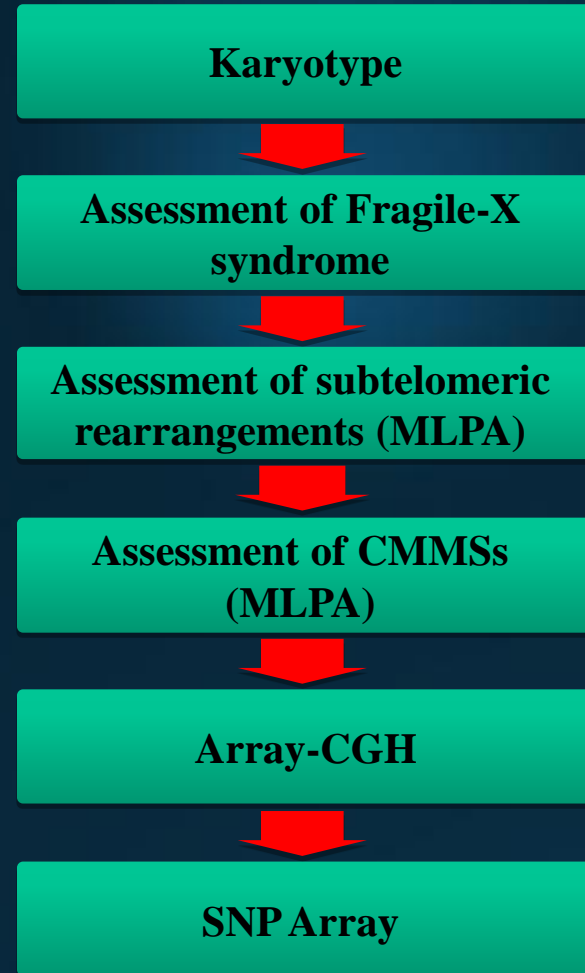 Karyotype
Assessment of Fragile-X
syndrome
Assessment of subtelomeric
rearrangements (MLPA)
Assessment of CMMSs
(MLPA)
Array-CGH
SNP Array